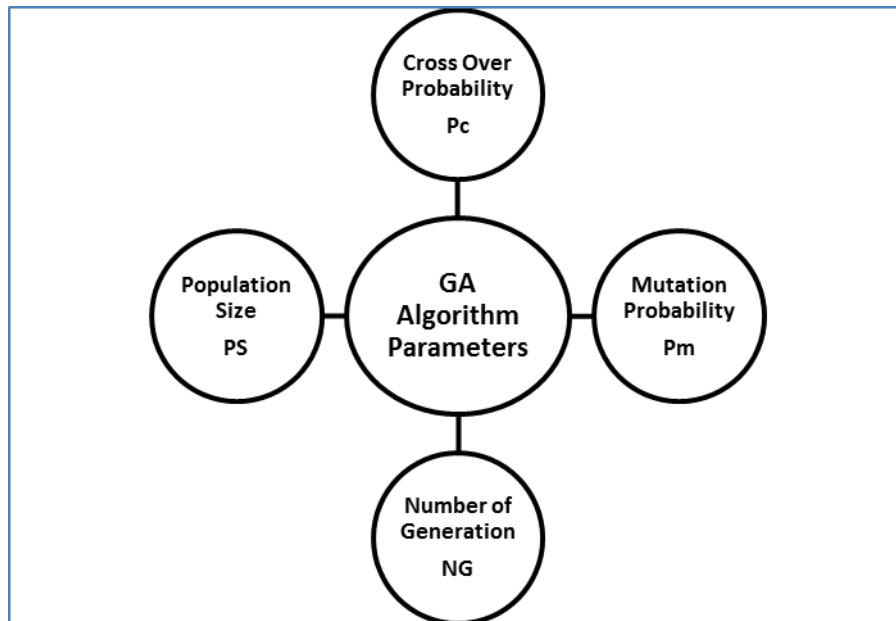 Cross Over
Probability
Pc
Population
Size
PS
GA
Algorithm
Parameters
Mutation
Probability
Pm
Number of
Generation
NG